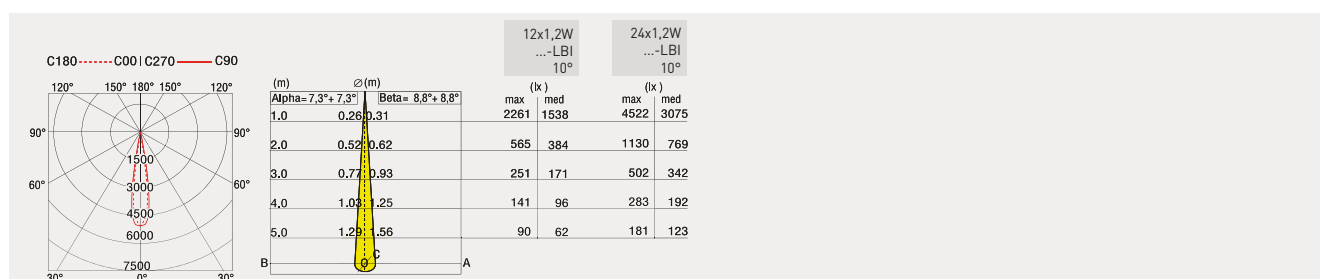 12x1,2W
...-LBI
10°
24x1,2W
...-LBI
10°
C180 C00 | C270 C90
120° 150° 180° 150° 120°
90° 90°
60° 60°
30° 0° 30°
1500
3000
4500
6000
7500
(m) ∅(m)
Alpha= 7,3°+ 7,3° Beta= 8,8°+ 8,8°
(lx) (lx)
max med max med
1.0 0.26 0.31 2261 1538 4522 3075
2.0 0.52 0.62 565 384 1130 769
3.0 0.77 0.93 251 171 502 342
4.0 1.03 1.25 141 96 283 192
5.0 1.29 1.56 90 62 181 123
B O C A